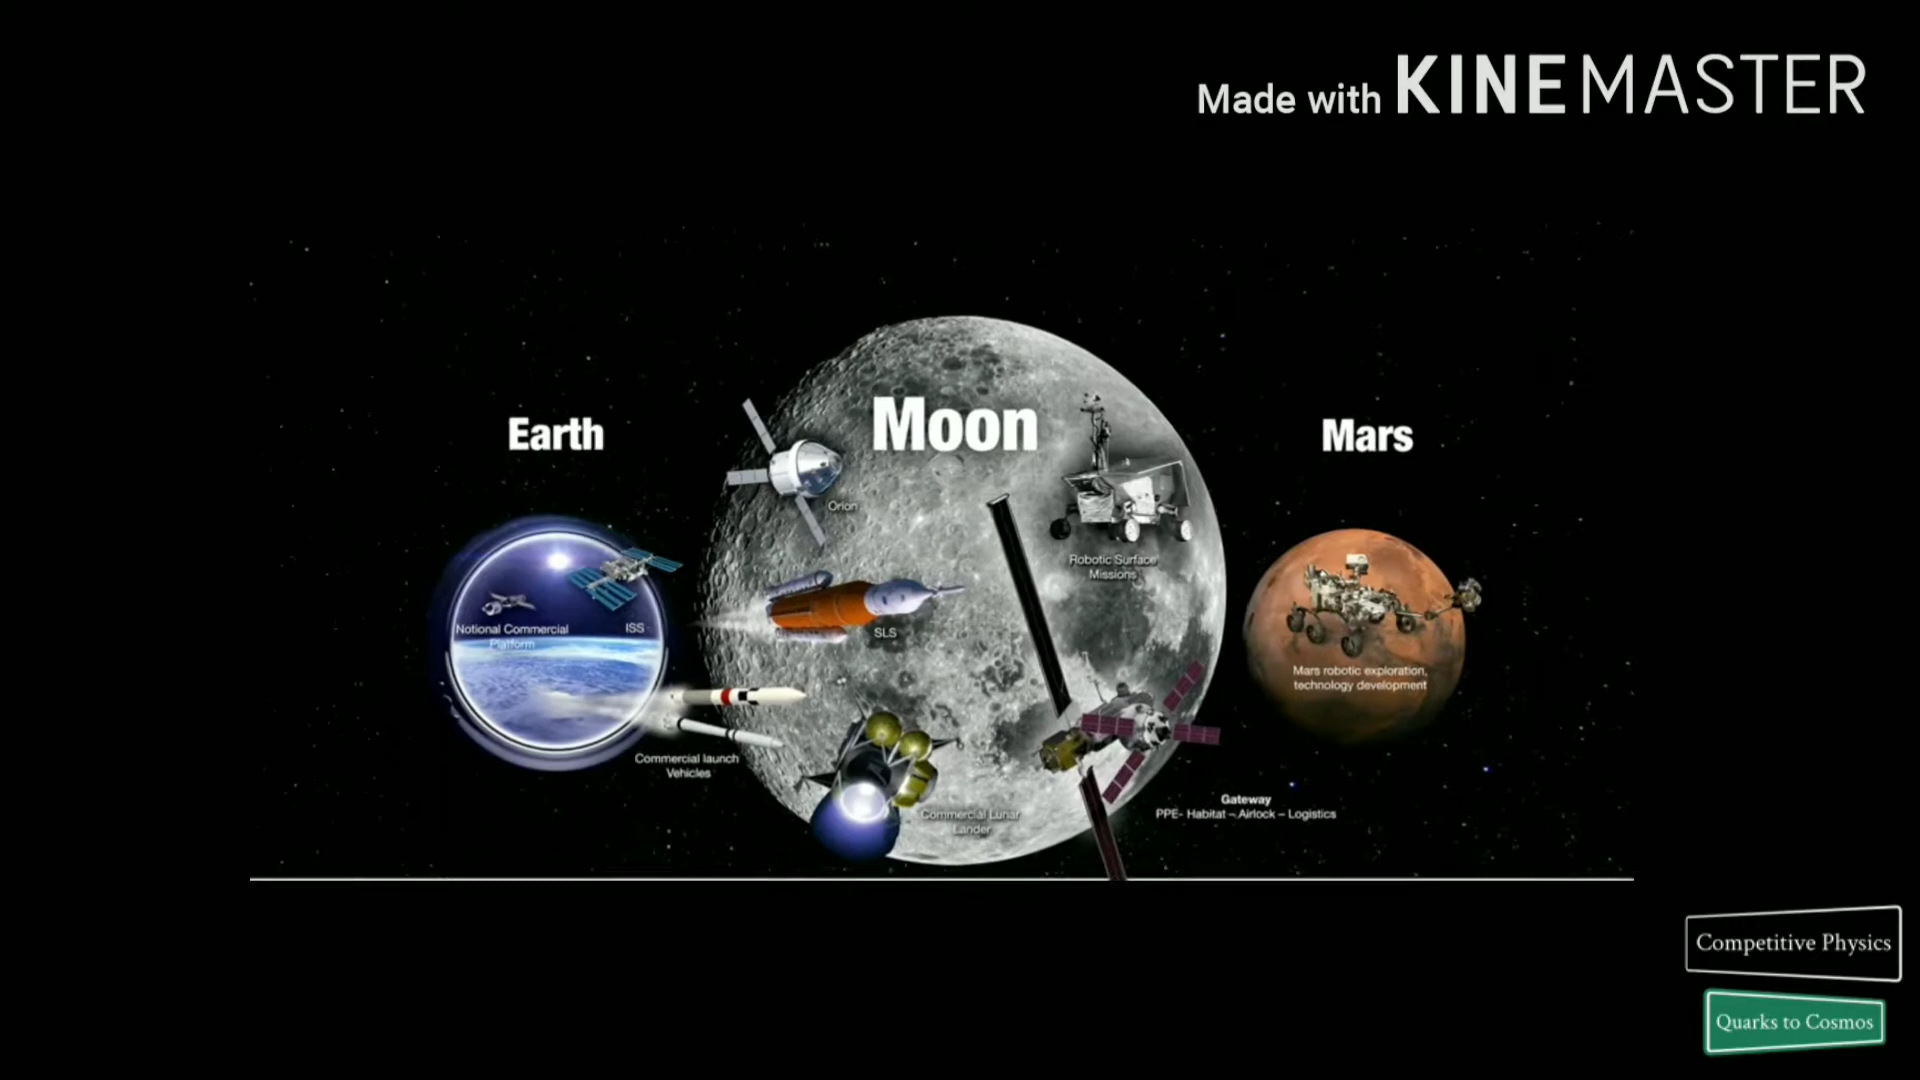 Made with KINEMASTER
Earth
Moon
Mars
Orion
Robotic Surface
Missions
Notional Commercial
Platform
ISS
SLS
Mars robotic exploration,
technology development
Commercial launch
Vehicles
Commercial Lunar
Lander
Gateway
PPE- Habitat – Airlock – Logistics
Competitive Physics
Quarks to Cosmos